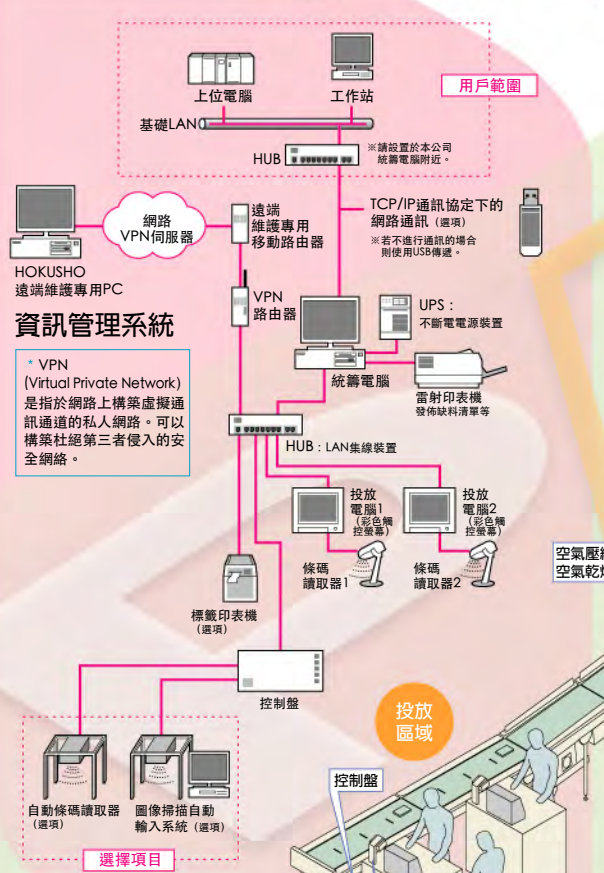 上位電腦
工作站
用戶範圍
基礎LAN
HUB
※請設置於本公司
統籌電腦附近。
網路
VPN伺服器
遠端
維護專用
移動路由器
TCP/IP通訊協定下的
網路通訊（選項）
※若不進行通訊的場合
則使用USB傳遞。
HOKUSHO
遠端維護專用PC
VPN
路由器
UPS：
不斷電電源裝置
資訊管理系統
統籌電腦
雷射印表機
發佈缺料清單等
* VPN
(Virtual Private Network)
是指於網路上構築虛擬通
訊通道的私人網路。可以
構築杜絕第三者侵入的安
全網絡。
HUB：LAN集線裝置
投放
電腦1
（彩色觸
控螢幕）
投放
電腦2
（彩色觸
控螢幕）
條碼
讀取器1
條碼
讀取器2
空氣壓
空氣乾
標籤印表機
（選項）
控制盤
投放
區域
控制盤
自動條碼讀取器
（選項）
圖像掃描自動
輸入系統（選項）
選擇項目